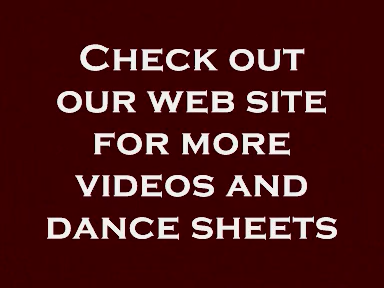 CHECK OUT
OUR WEB SITE
FOR MORE
VIDEOS AND
DANCE SHEETS